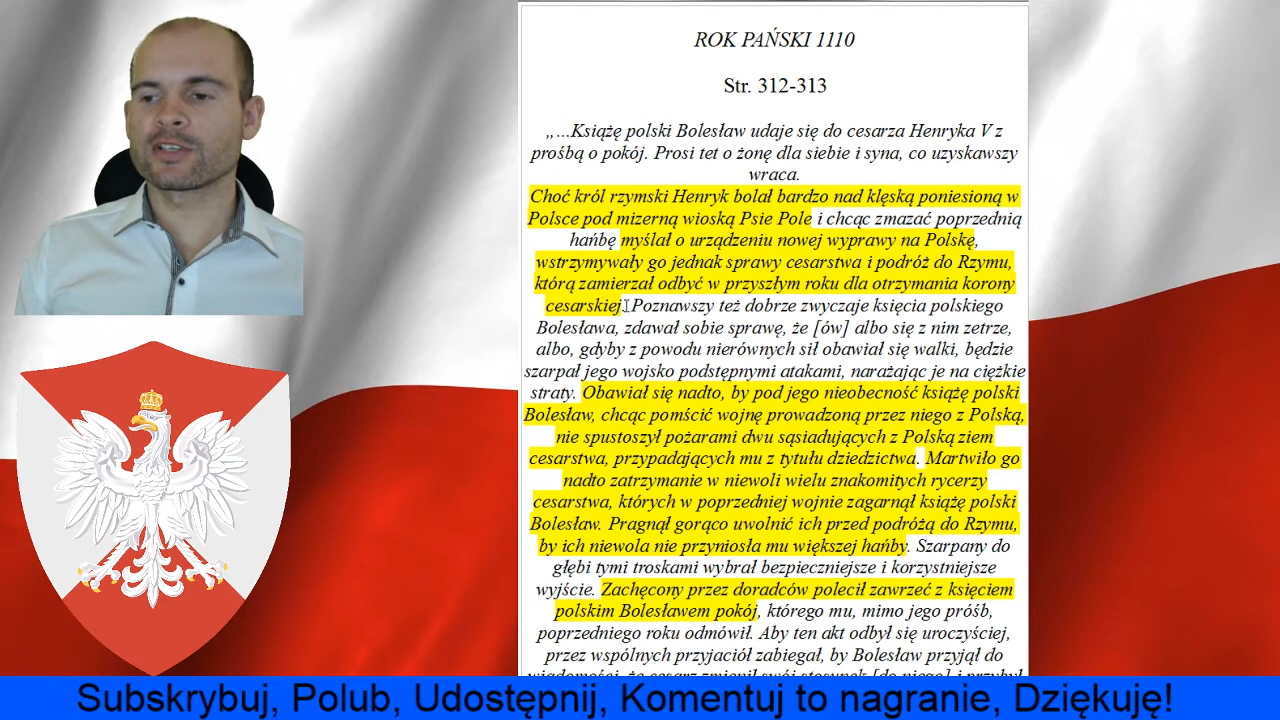 ROK PAŃSKI 1110
Str. 312-313
„…Książę polski Bolesław udaje się do cesarza Henryka V z
prośbą o pokój. Prosi tet o żonę dla siebie i syna, co uzyskawszy
wraca.
Choć król rzymski Henryk bolał bardzo nad klęską poniesioną w
Polsce pod mizerną wioską Psie Pole i chcąc zmazać poprzednią
hańbę myślał o urządzeniu nowej wyprawy na Polskę,
wstrzymywały go jednak sprawy cesarstwa i podróż do Rzymu,
którą zamierzał odbyć w przyszłym roku dla otrzymania korony
cesarskiej. Poznawszy też dobrze zwyczaje księcia polskiego
Bolesława, zdawał sobie sprawę, że [ów] albo się z nim zetrze,
albo, gdyby z powodu nierównych sił obawiał się walki, będzie
szarpał jego wojsko podstępnymi atakami, narażając je na ciężkie
straty. Obawiał się nadto, by pod jego nieobecność książę polski
Bolesław, chcąc pomścić wojnę prowadzoną przez niego z Polską,
nie spustoszył pożarami dwu sąsiadujących z Polską ziem
cesarstwa, przypadających mu z tytułu dziedzictwa. Martwiło go
nadto zatrzymanie w niewoli wielu znakomitych rycerzy
cesarstwa, których w poprzedniej wojnie zagarnął książę polski
Bolesław. Pragnął gorąco uwolnić ich przed podróżą do Rzymu,
by ich niewola nie przyniosła mu większej hańby. Szarpany do
głębi tymi troskami wybrał bezpieczniejsze i korzystniejsze
wyjście. Zachęcony przez doradców polecił zawrzeć z księciem
polskim Bolesławem pokój, którego mu, mimo jego próśb,
poprzedniego roku odmówił. Aby ten akt odbył się uroczyściej,
przez wspólnych przyjaciół zabiegał, by Bolesław przyjął do
wiadomości, że cesarz zmienił swój stosunek [do niego] i przybył
Subskrybuj, Polub, Udostępnij, Komentuj to nagranie, Dziękuję!